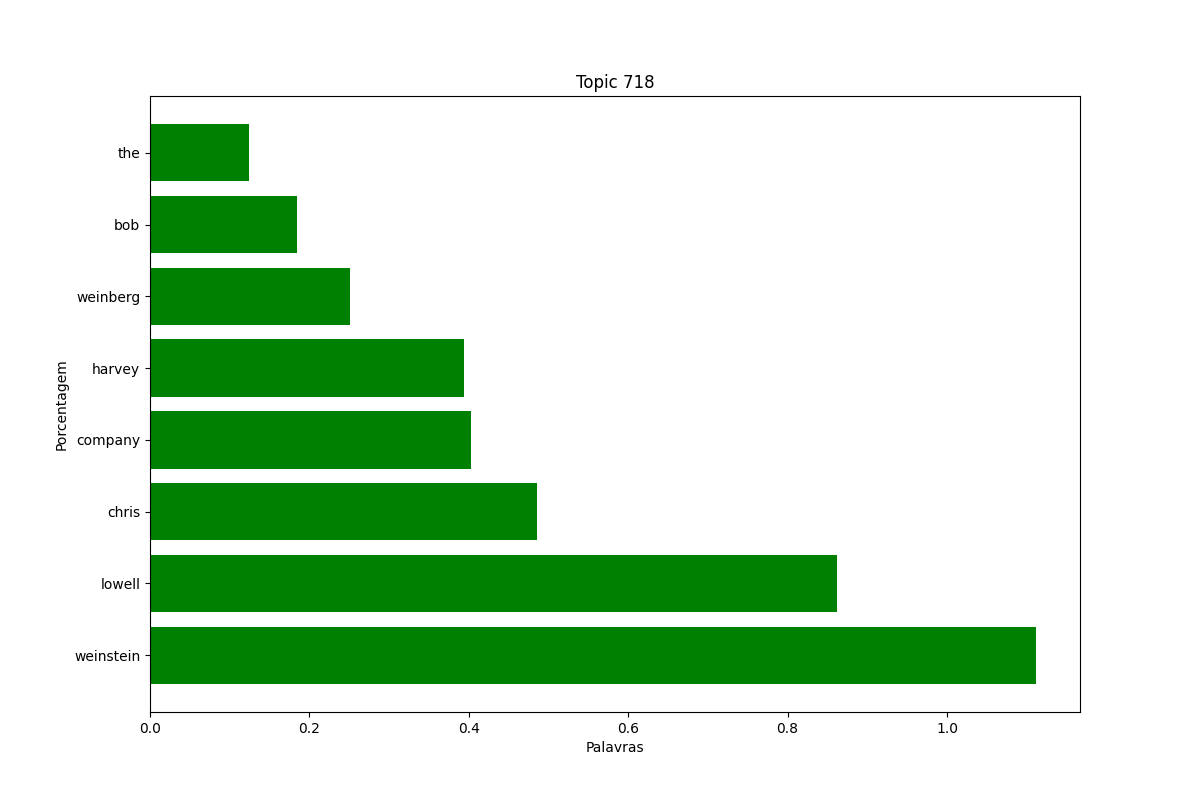 Topic 718
the
bob
weinberg
harvey
company
chris
lowell
weinstein
Porcentagem
0.0 0.2 0.4 0.6 0.8 1.0
Palavras